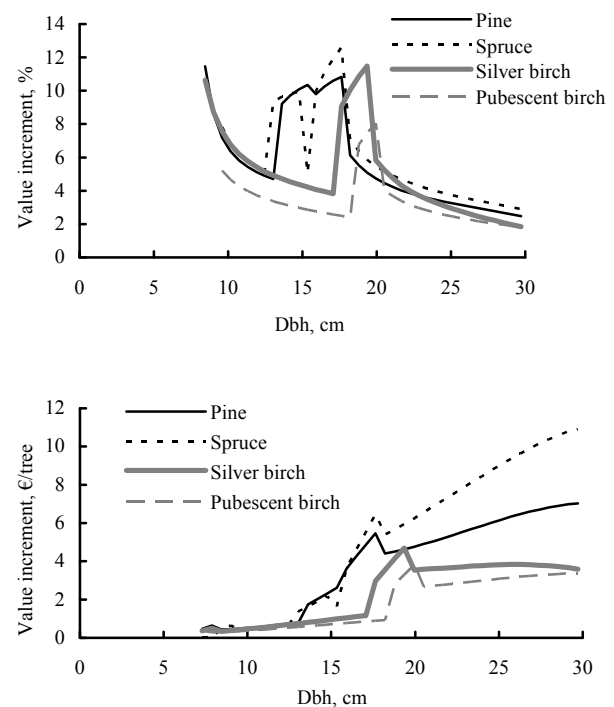 14
12
10
8
6
4
2
0
Value increment, %
Pine
Spruce
Silver birch
Pubescent birch
0 5 10 15 20 25 30
Dbh, cm
12
10
8
6
4
2
0
Value increment, €/tree
Pine
Spruce
Silver birch
Pubescent birch
0 5 10 15 20 25 30
Dbh, cm